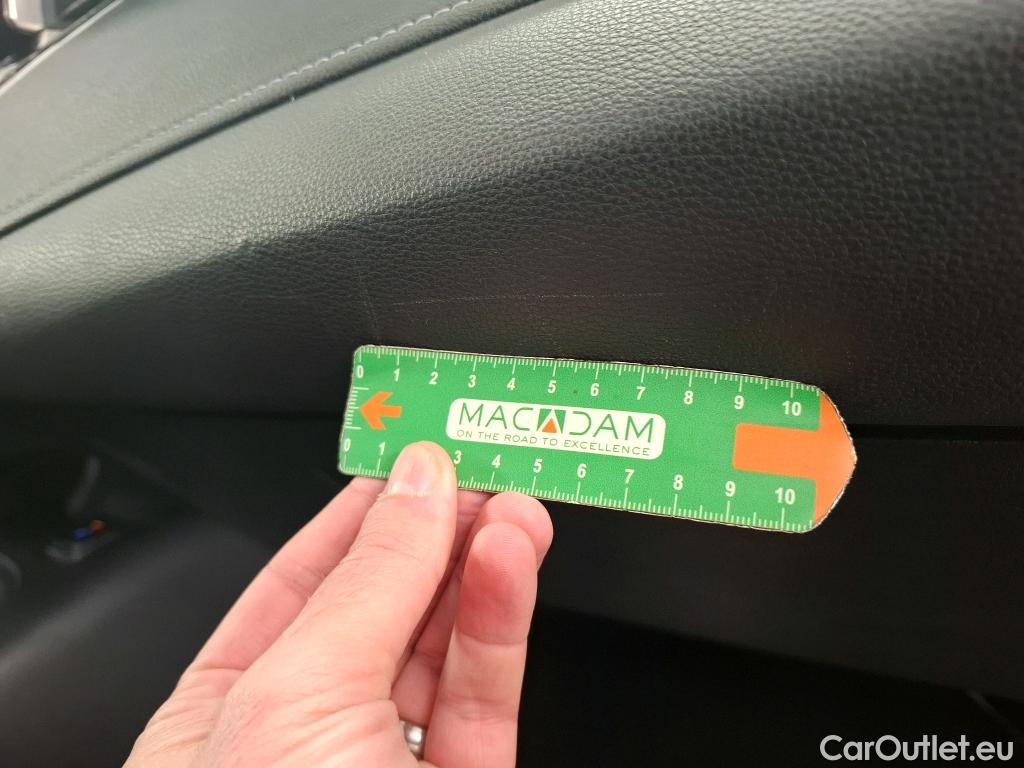 0 1 2 3 4 5 6 7 8 9 10
MACADAM
ON THE ROAD TO EXCELLENCE
0 1 3 4 5 6 7 8 9 10
CarOutlet.eu